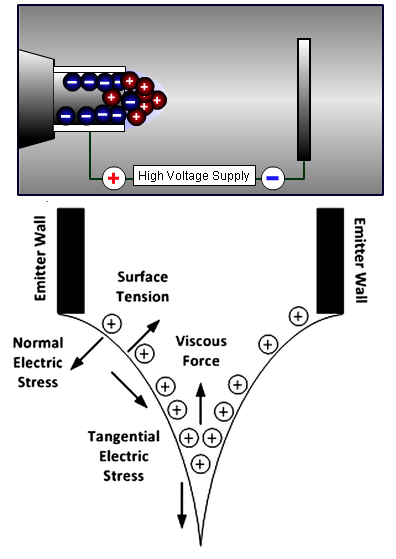 + High Voltage Supply −
Emitter Wall
Emitter Wall
Surface
Tension
Normal
Electric
Stress
Viscous
Force
Tangential
Electric
Stress